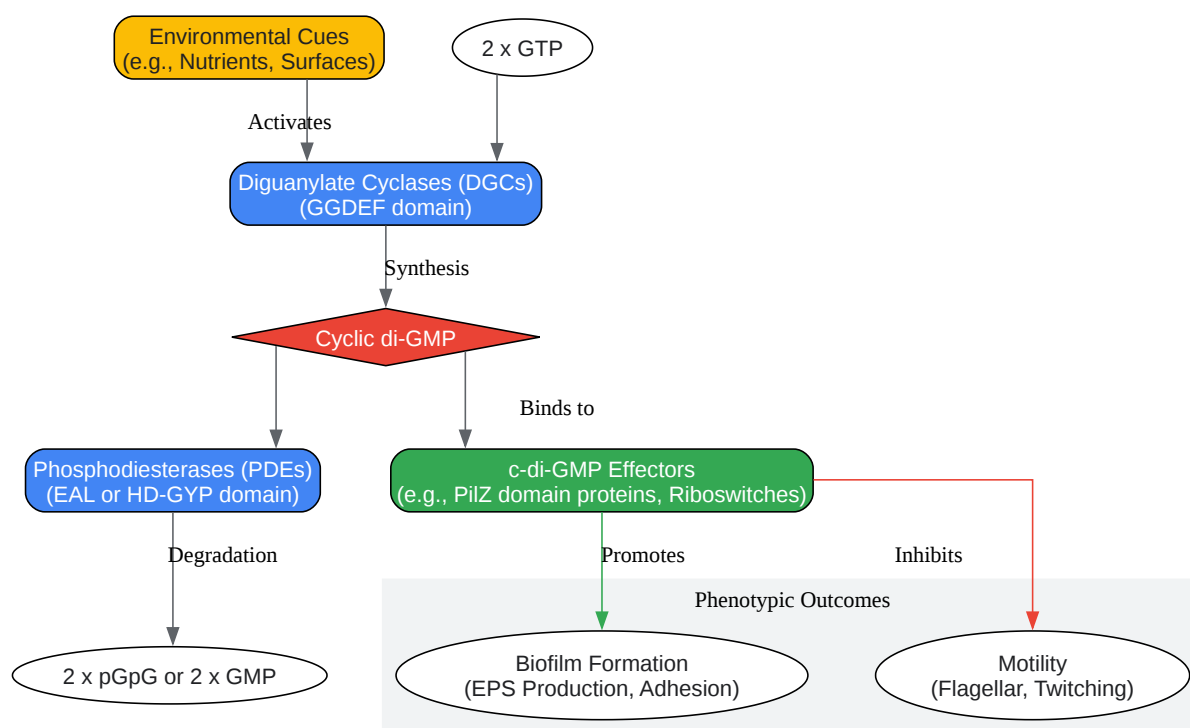 Environmental Cues
(e.g., Nutrients, Surfaces)
2 x GTP
Activates
Diguanylate Cyclases (DGCs)
(GGDEF domain)
Synthesis
Cyclic di-GMP
Binds to
Phosphodiesterases (PDEs)
(EAL or HD-GYP domain)
c-di-GMP Effectors
(e.g., PilZ domain proteins, Riboswitches)
Degradation
Promotes
Inhibits
Phenotypic Outcomes
2 x pGpG or 2 x GMP
Biofilm Formation
(EPS Production, Adhesion)
Motility
(Flagellar, Twitching)